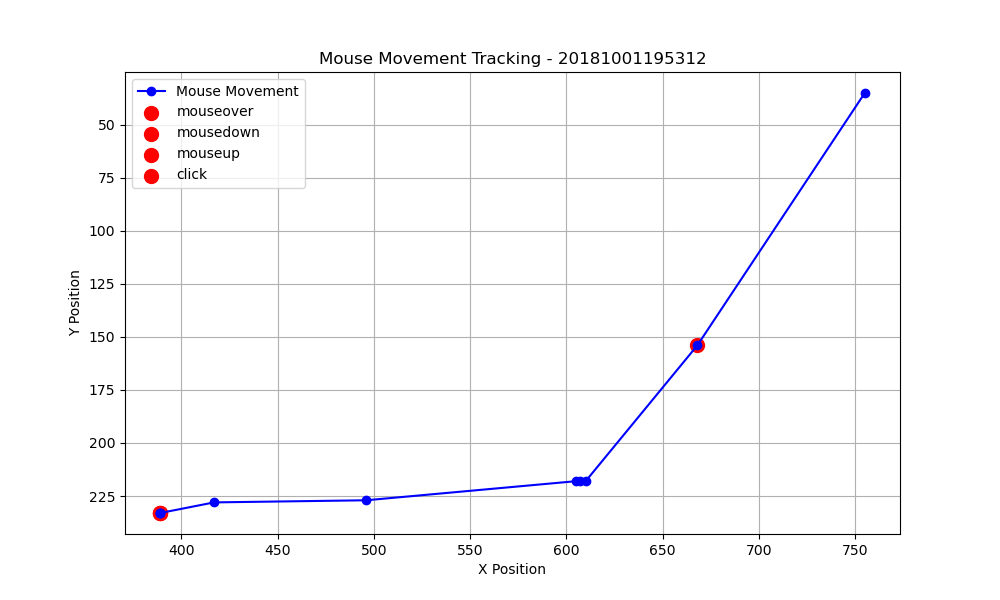 Mouse Movement Tracking - 20181001195312
Mouse Movement
mouseover
mousedown
mouseup
click
50
75
100
125
150
175
200
225
Y Position
400 450 500 550 600 650 700 750
X Position